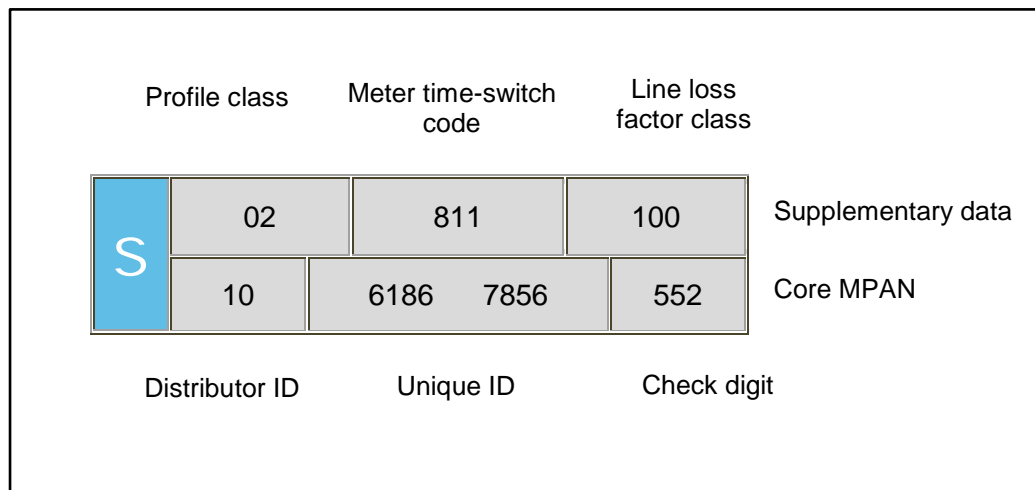 Profile class
Meter time-switch
code
Line loss
factor class
S
02 811 100
Supplementary data
10 6186 7856 552
Core MPAN
Distributor ID Unique ID Check digit